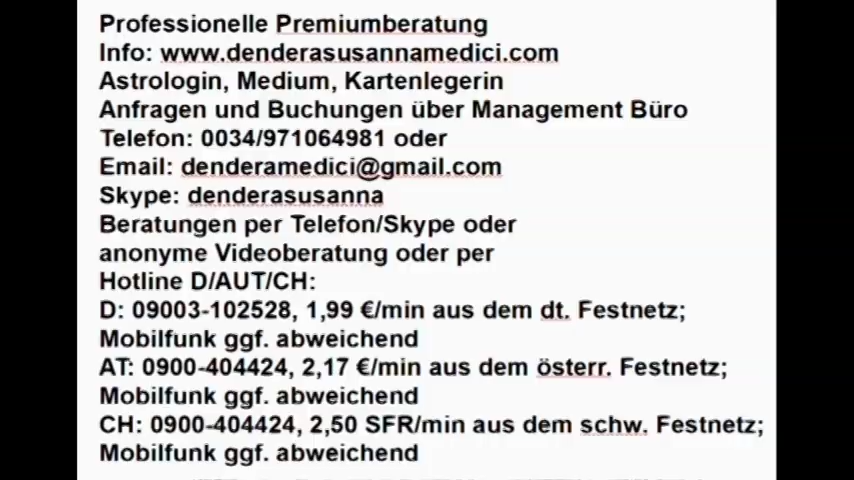 Professionelle Premiumberatung
Info: www.denderasusannamedici.com
Astrologin, Medium, Kartenlegerin
Anfragen und Buchungen über Management Büro
Telefon: 0034/971064981 oder
Email: denderamedici@gmail.com
Skype: denderasusanna
Beratungen per Telefon/Skype oder
anonyme Videoberatung oder per
Hotline D/AUT/CH:
D: 09003-102528, 1,99 €/min aus dem dt. Festnetz;
Mobilfunk ggf. abweichend
AT: 0900-404424, 2,17 €/min aus dem österr. Festnetz;
Mobilfunk ggf. abweichend
CH: 0900-404424, 2,50 SFR/min aus dem schw. Festnetz;
Mobilfunk ggf. abweichend